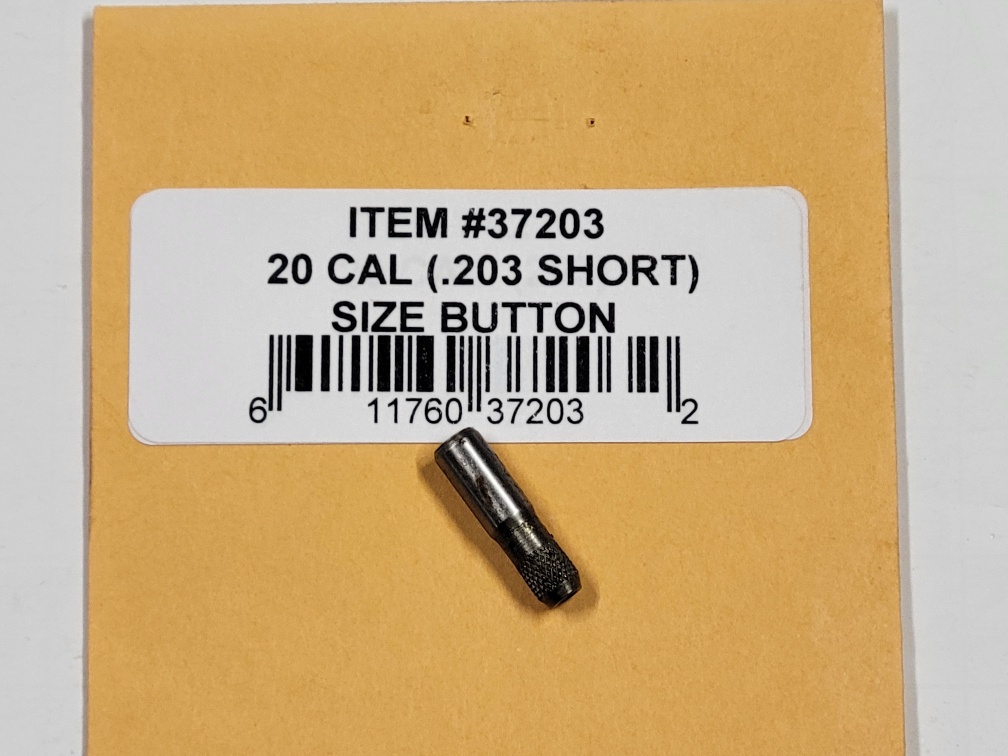 ITEM #37203
20 CAL (.203 SHORT)
SIZE BUTTON
6 11760 37203 2